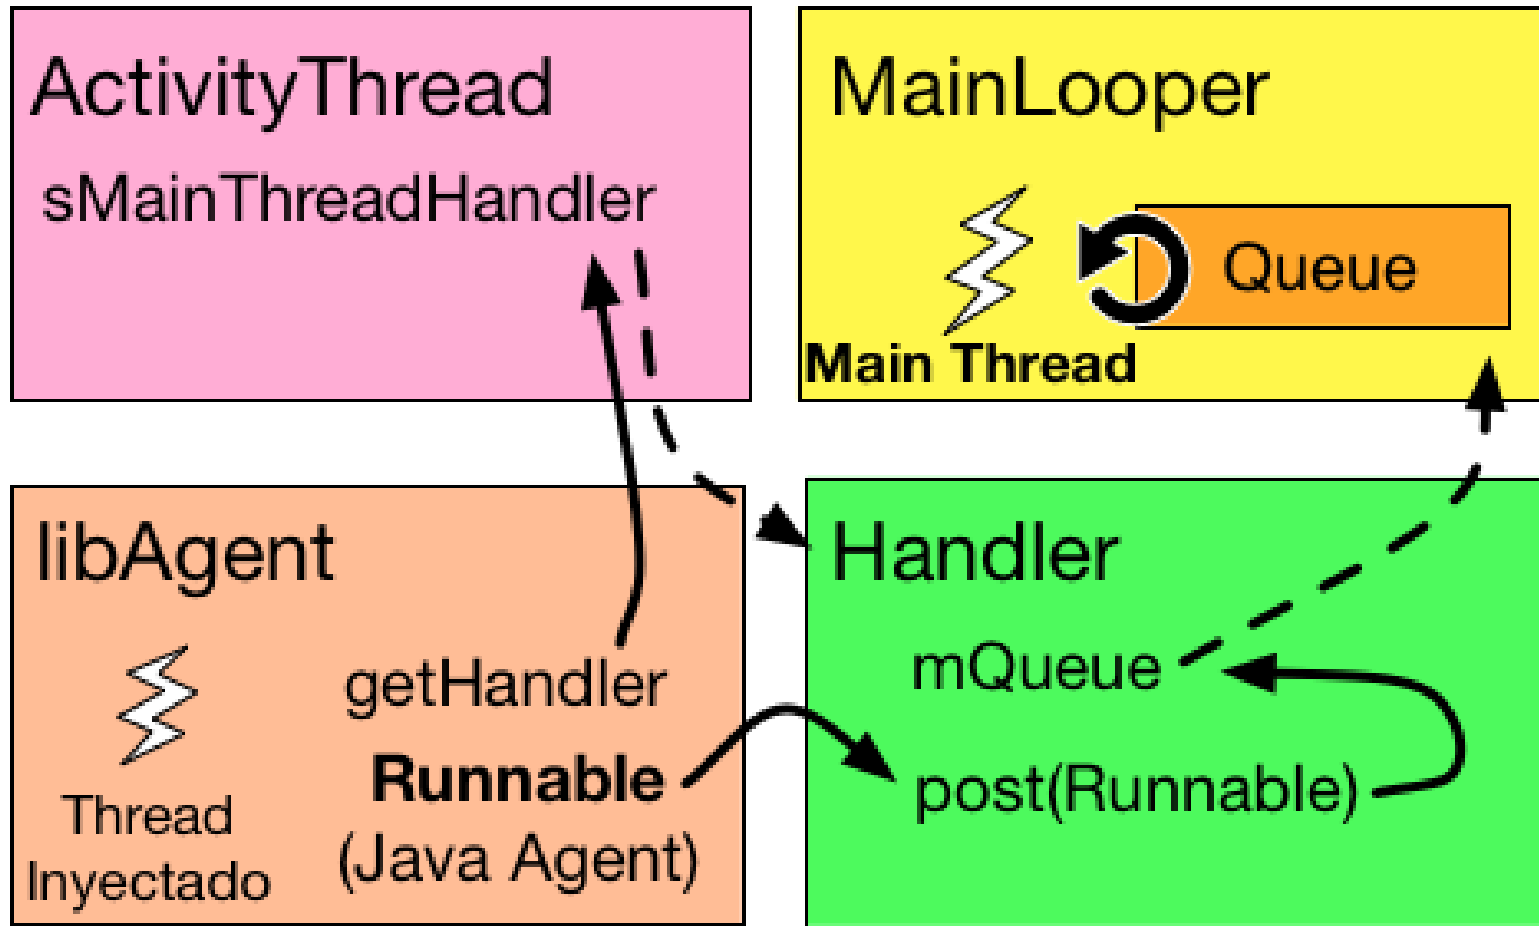 ActivityThread
sMainThreadHandler
MainLooper
Queue
Main Thread
libAgent
getHandler
Runnable
(Java Agent)
Thread
Inyectado
Handler
mQueue
post(Runnable)